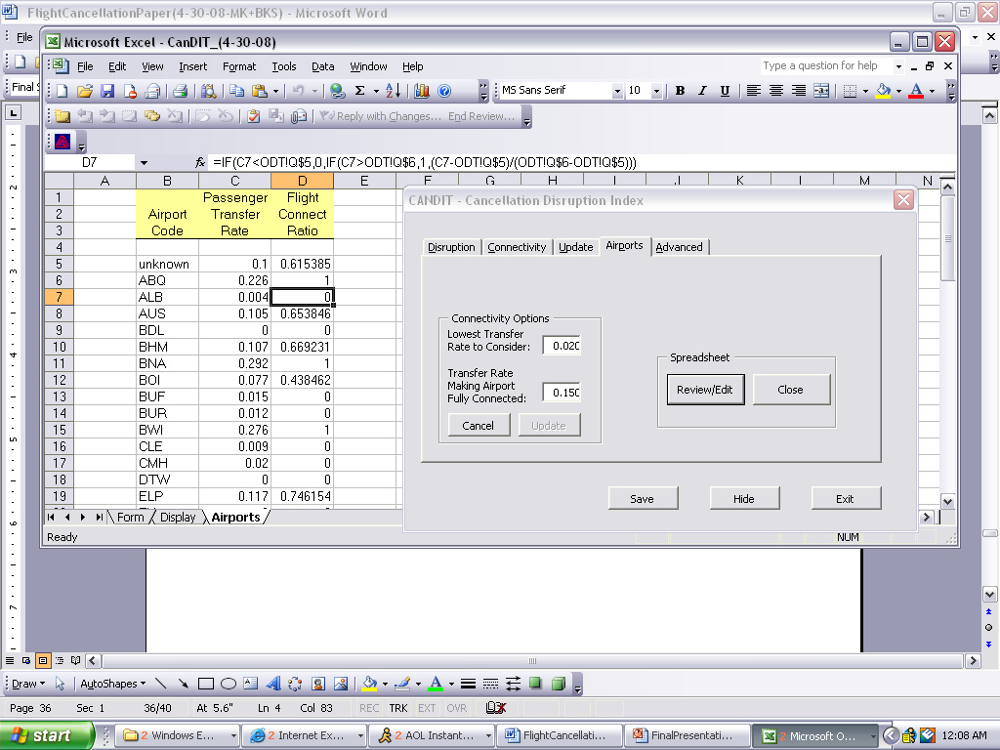 FlightCancellationPaper(4-30-08-MK+BKS) - Microsoft Word
File
Microsoft Excel - CanDIT_(4-30-08)
File Edit View Insert Format Tools Data Window Help
Type a question for help
Final S
MS Sans Serif 10 B I U A
Reply with Changes... End Review...
D7 fx =IF(C7<ODT!Q$5,0,IF(C7>ODT!Q$6,1,(C7-ODT!Q$5)/(ODT!Q$6-ODT!Q$5)))
A B C D E F G H I J K L M N
1 Passenger Flight
2 Airport Transfer Connect
3 Code Rate Ratio
4
5 unknown 0.1 0.615385
6 ABQ 0.226 1
7 ALB 0.004 0
8 AUS 0.105 0.653846
9 BDL 0 0
10 BHM 0.107 0.669231
11 BNA 0.292 1
12 BOI 0.077 0.438462
13 BUF 0.015 0
14 BUR 0.012 0
15 BWI 0.276 1
16 CLE 0.009 0
17 CMH 0.02 0
18 DTW 0 0
19 ELP 0.117 0.746154
CANDIT - Cancellation Disruption Index
Disruption Connectivity Update Airports Advanced
Connectivity Options
Lowest Transfer
Rate to Consider: 0.020
Transfer Rate
Making Airport
Fully Connected: 0.150
Cancel Update
Spreadsheet
Review/Edit Close
Save Hide Exit
Form Display Airports
Ready NUM
Draw AutoShapes
Page 36 Sec 1 36/40 At 5.6" Ln 4 Col 83 REC TRK EXT OVR
start 2 Windows E... 2 Internet Ex... 2 AOL Instant... FlightCancellati... FinalPresentati... ? Microsoft O... 12:08 AM